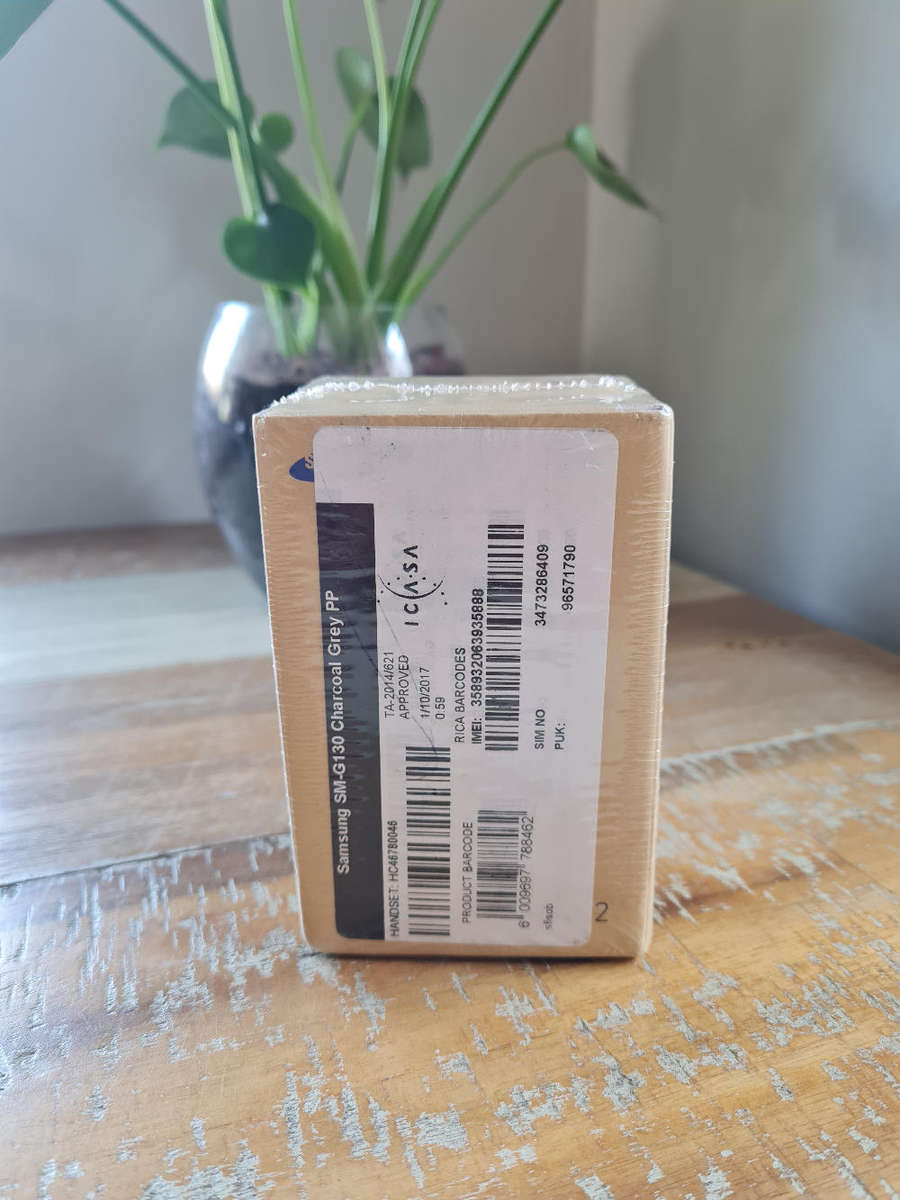 Samsung SM-G130 Charcoal Grey PP
HANDSET: HC46780046
TA-2014/621
APPROVED
ICASA
1/10/2017
0:59
RICA BARCODES
IMEI: 358932063935888
PRODUCT BARCODE
6 009697 788462
SIM NO
3473286409
PUK:
96571790
2